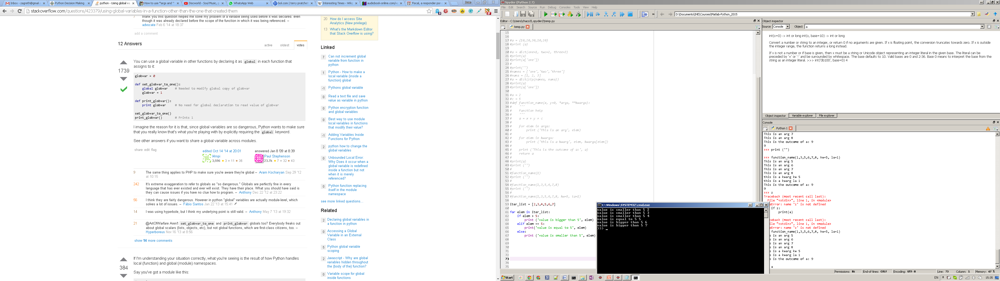 Inbox - zagreth@gmail.c
Python Decision Making
python - Using global va
How to use *args and *
Discworld - Soul Music, p
WhatsApp Web
bol.com | terry pratchet
Interesting Times - Wiki
audiobook-online.com/w
Fiscal, a responder por
Juan
stackoverflow.com/questions/423379/using-global-variables-in-a-function-other-than-the-one-that-created-them
thank you this question helped me solve my problem of a variable being used before it was declared. even
though it was already declared before the scope of the function in which it was being referenced. –
advocate Feb 6 '14 at 18:37
add a comment
12 Answers
active oldest votes
You can use a global variable in other functions by declaring it as global in each function that
assigns to it:
1739
globvar = 0
def set_globvar_to_one():
    global globvar    # Needed to modify global copy of globvar
    globvar = 1
def print_globvar():
    print globvar     # No need for global declaration to read value of globvar
set_globvar_to_one()
print_globvar()       # Prints 1
I imagine the reason for it is that, since global variables are so dangerous, Python wants to make sure
that you really know that's what you're playing with by explicitly requiring the global keyword.
See other answers if you want to share a global variable across modules.
share edit flag
edited Oct 14 '14 at 20:01
l4mpi
3,596 3 11 36
answered Jan 8 '09 at 8:39
Paul Stephenson
23.7k 7 32 43
9 The same thing applies to PHP to make sure you're aware they're global – Aram Kocharyan Sep 29 '12
at 10:15
242 It's extreme exaggeration to refer to globals as "so dangerous." Globals are perfectly fine in every
language that has ever existed and ever will exist. They have their place. What you should have said is
they can cause issues if you have no clue how to program. – Anthony Dec 22 '12 at 23:22
56 I think they are fairly dangerous. However in python "global" variables are actually module-level, which
solves a lot of issues. – Fábio Santos Jan 22 '13 at 15:41
14 I was using hyperbole, but I think my underlying point is still valid. – Anthony May 7 '13 at 19:32
21 @ArtOfWarfare Aren't set_globvar_to_one and print_globvar globals too? Everybody freaks out
about global scalars (lists, objects, etc), but not global functions, which are first-class citizens, too. –
Hyperboreus Nov 16 '13 at 8:56
show 14 more comments
If I'm understanding your situation correctly, what you're seeing is the result of how Python handles
local (function) and global (module) namespaces.
384
Say you've got a module like this:
20 How do I access Site
Analytics (New privilege)
13 What's the Markdown Editor
that Stack Overflow is using?
Linked
7 Can not increment global
variable from function in
python
1 Python - How to make a
local variable (inside a
function) global
-1 Pythons global variable
0 Read a text file and save
value as variable in python
0 Python encryption function
and global variables
0 Best way to use module
local variables in functions
that modify their value?
-1 Adding Variables Inside
Functions for Python
2 python how to change the
global variables
0 Unbounded Local Error:
Why Does it occur when a
global variable is redefined
inside a function but not
when it is merely
referenced?
0 Python function replacing
itself in the module
namespace
see more linked questions...
Related
2 Declaring global variables in
a function in python
0 Accessing a Global
Variable in an External
Class
5 Python global variable
scoping
2 Javascript - Why are global
variables hidden throughout
the (body of the) function?
0 Variable scope for global
inside functions
Spyder (Python 2.7)
File Edit Search Source Run Debug Consoles Tools View Help
D:\Documents\IHE\Courses\Matlab-Python_2015
Editor - C:\Users\chaco3\.spyder2\temp.py
temp.py
15
16
17 #a = {10,20,30,10,20}
18 #print (a)
19
20 #a = dict(one=1, two=2, three=3)
21 #print(a)
22 #print(a['one'])
23 #
24 #print('')
25 #names = ['one','two','three']
26 #nums = [1, 2, 3]
27 #a = dict(zip(names, nums))
28 #print(a)
29 #print(a['one'])
30
31 #a = 2
32 #c = 5
33 #def function_name(x, y=0, *args, **kwargs):
34 #    '''
35 #    Function help
36 #    '''
37 #    a = x + y + c
38 #
39 #    for elem in args:
40 #        print ('This is an arg', elem)
41 #
42 #    for elem in kwargs:
43 #        print ('this is a kwarg', elem, kwargs[elem])
44 #
45 #    print ('This is the outcome of a:', a)
46 #    return a
47 #
48 #print(a)
49 #print ('')
50 #
51 #function_name(1)
52 #print ('')
53 #
54 #function_name(1,3,5,6,7,8)
55 #print ('')
56 #
57 #function_name(1,3,5,6,7,8, kw=5, la=1)
58
59 iter_list = [2,3,4,5,6,7]
60
61 for elem in iter_list:
62     if elem > 5:
63         print ('value is bigger than 5', elem)
64     elif elem == 5:
65         print('value is equal to 5', elem)
66     else:
67         print ('value is smaller than 5', elem)
68
69
70
71
72
73
74
75
C:\Windows\SYSTEM32\cmd.exe
value is smaller than 5 2
value is smaller than 5 3
value is smaller than 5 4
value is equal to 5 5
value is bigger than 5 6
value is bigger than 5 7
>>> _
Object inspector
Source Console Object a
int(x=0) -> int or long int(x, base=10) -> int or long
Convert a number or string to an integer, or return 0 if no arguments are given. If x is floating point, the conversion truncates towards zero. If x is outside
the integer range, the function returns a long instead.
If x is not a number or if base is given, then x must be a string or Unicode object representing an integer literal in the given base. The literal can be
preceded by '+' or '-' and be surrounded by whitespace. The base defaults to 10. Valid bases are 0 and 2-36. Base 0 means to interpret the base from the
string as an integer literal. >>> int('0b100', base=0) 4
Object inspector Variable explorer File explorer
Console
Python 1
This is an arg 7
This is an arg 8
This is the outcome of a: 9
9
>>> print ('')
>>> function_name(1,3,5,6,7,8, kw=5, la=1)
This is an arg 5
This is an arg 6
This is an arg 7
This is an arg 8
this is a kwarg kw 5
this is a kwarg la 1
This is the outcome of a: 9
9
>>> z
Traceback (most recent call last):
  File "<stdin>", line 1, in <module>
eError: name 'z' is not defined
if z:
    print(a)
ceback (most recent call last):
ile "<stdin>", line 1, in <module>
eError: name 'z' is not defined
function_name(1,3,5,6,7,8, kw=5, la=1)
s is an arg 5
s is an arg 6
s is an arg 7
s is an arg 8
s is a kwarg kw 5
s is a kwarg la 1
s is the outcome of a: 9
a
Permissions: RW End-of-lines: CRLF Encoding: UTF-8 Line: 73 Column: 1 Memory: 67 %
Start
EN
15:35